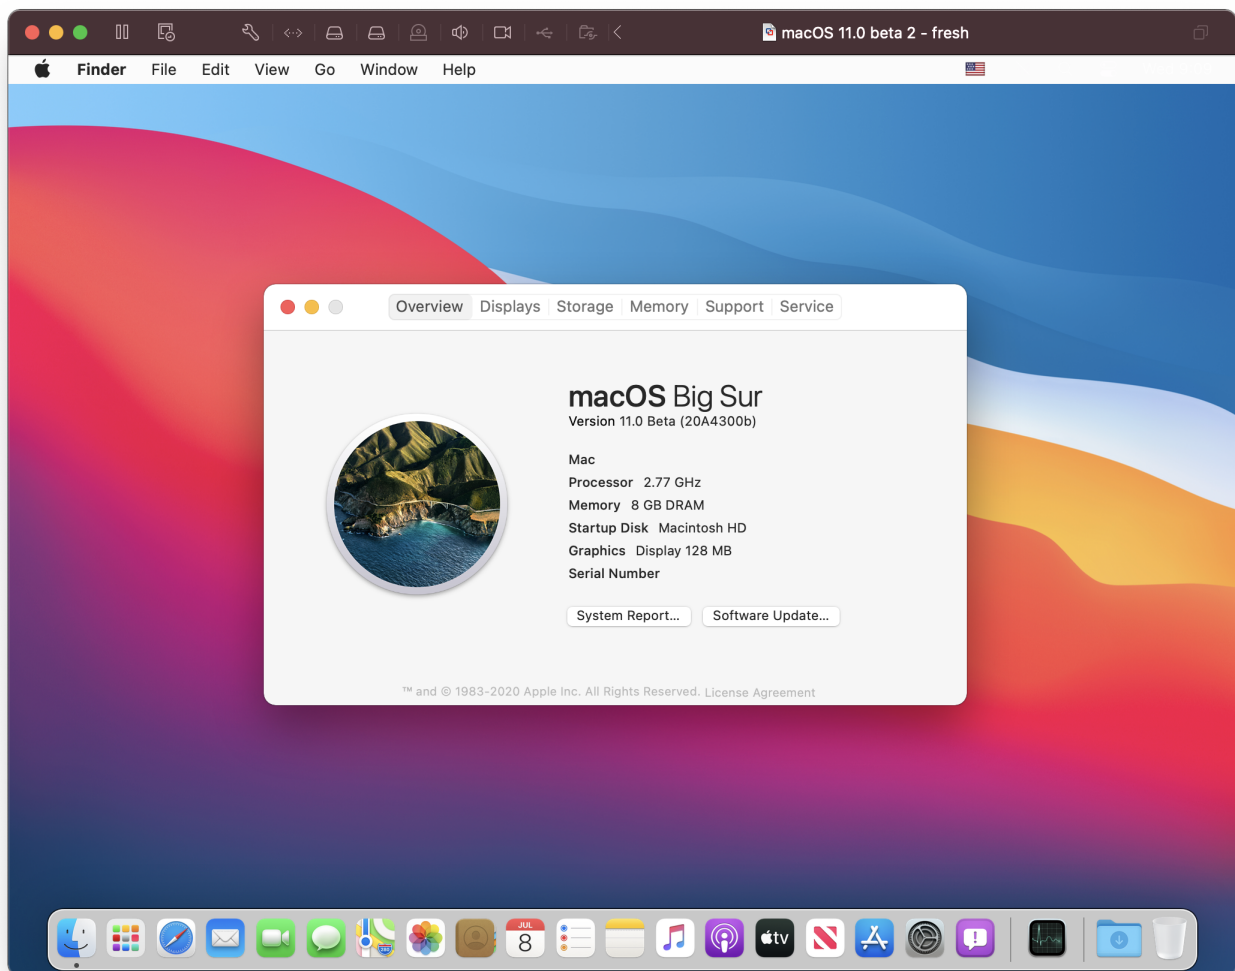 macOS 11.0 beta 2 - fresh
Finder File Edit View Go Window Help
Overview Displays Storage Memory Support Service
macOS Big Sur
Version 11.0 Beta (20A4300b)
Mac
Processor 2.77 GHz
Memory 8 GB DRAM
Startup Disk Macintosh HD
Graphics Display 128 MB
Serial Number
System Report... Software Update...
™ and © 1983-2020 Apple Inc. All Rights Reserved. License Agreement
JUL
8
tv